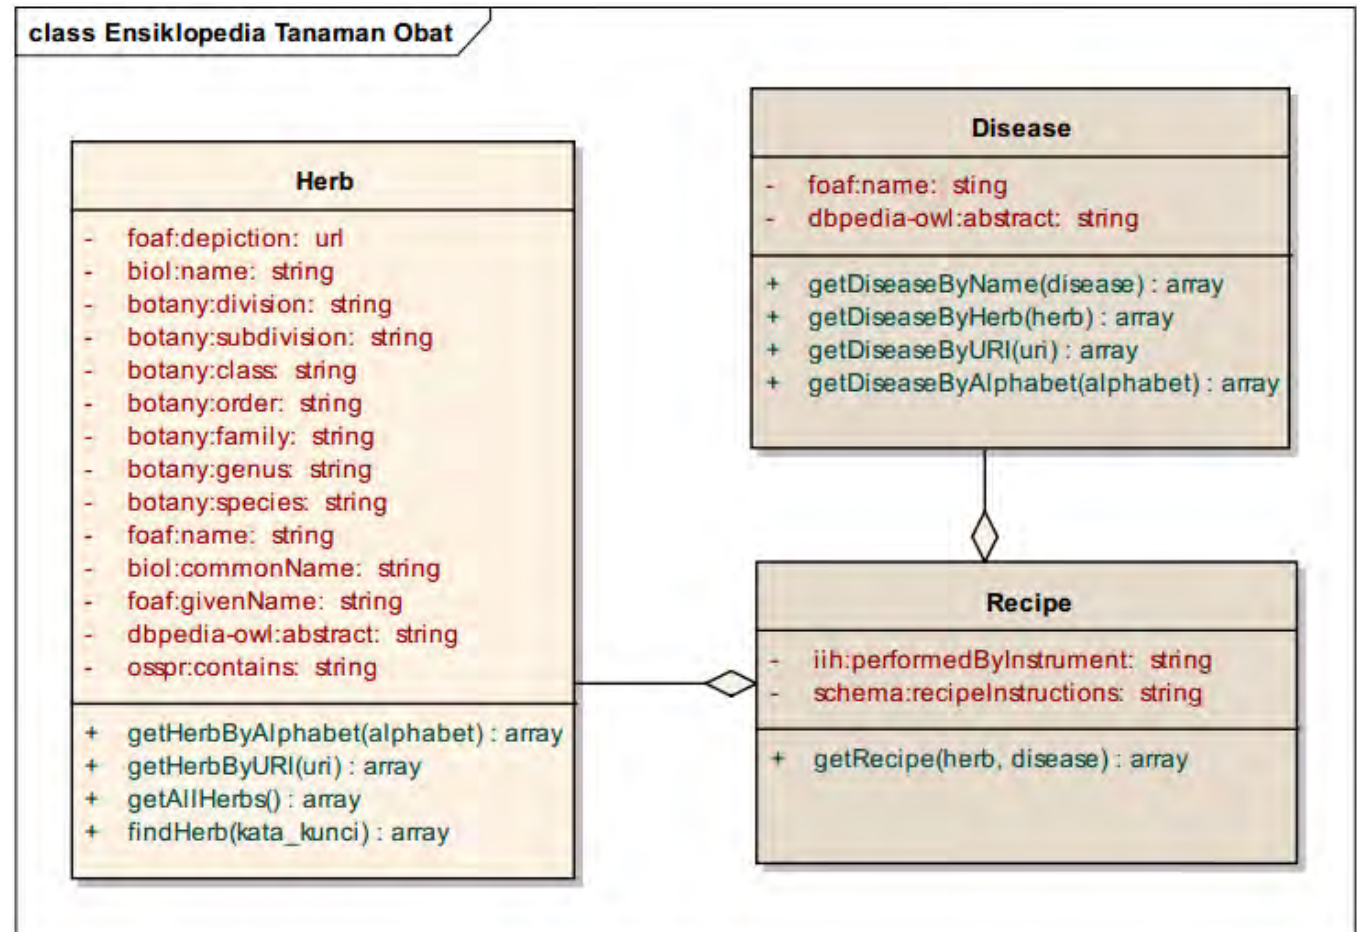 class Ensiklopedia Tanaman Obat
Herb
- foaf:depiction: url
- biol:name: string
- botany:division: string
- botany:subdivision: string
- botany:class: string
- botany:order: string
- botany:family: string
- botany:genus: string
- botany:species: string
- foaf:name: string
- biol:commonName: string
- foaf:givenName: string
- dbpedia-owl:abstract: string
- osspr:contains: string
+ getHerbByAlphabet(alphabet) : array
+ getHerbByURI(uri) : array
+ getAllHerbs() : array
+ findHerb(kata_kunci) : array
Disease
- foaf:name: sting
- dbpedia-owl:abstract: string
+ getDiseaseByName(disease) : array
+ getDiseaseByHerb(herb) : array
+ getDiseaseByURI(uri) : array
+ getDiseaseByAlphabet(alphabet) : array
Recipe
- iih:performedByInstrument: string
- schema:recipeInstructions: string
+ getRecipe(herb, disease) : array